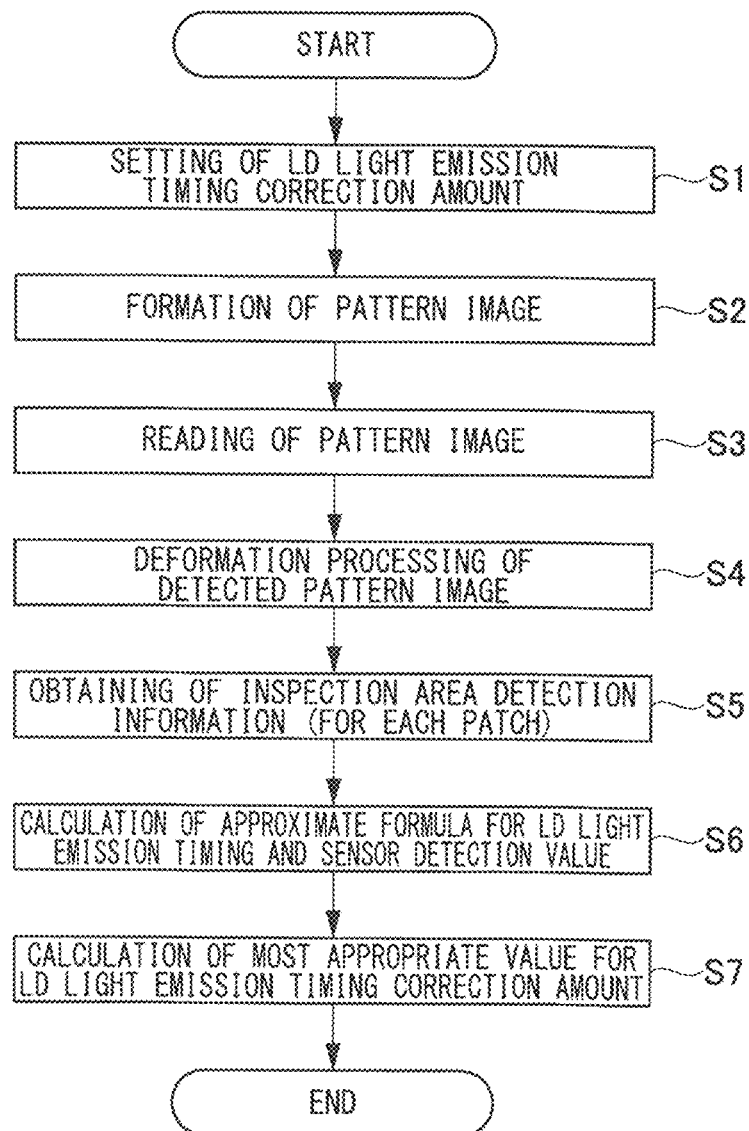 START
SETTING OF LD LIGHT EMISSION
TIMING CORRECTION AMOUNT
S1
FORMATION OF PATTERN IMAGE
S2
READING OF PATTERN IMAGE
S3
DEFORMATION PROCESSING OF
DETECTED PATTERN IMAGE
S4
OBTAINING OF INSPECTION AREA DETECTION
INFORMATION (FOR EACH PATCH)
S5
CALCULATION OF APPROXIMATE FORMULA FOR LD LIGHT
EMISSION TIMING AND SENSOR DETECTION VALUE
S6
CALCULATION OF MOST APPROPRIATE VALUE FOR
LD LIGHT EMISSION TIMING CORRECTION AMOUNT
S7
END